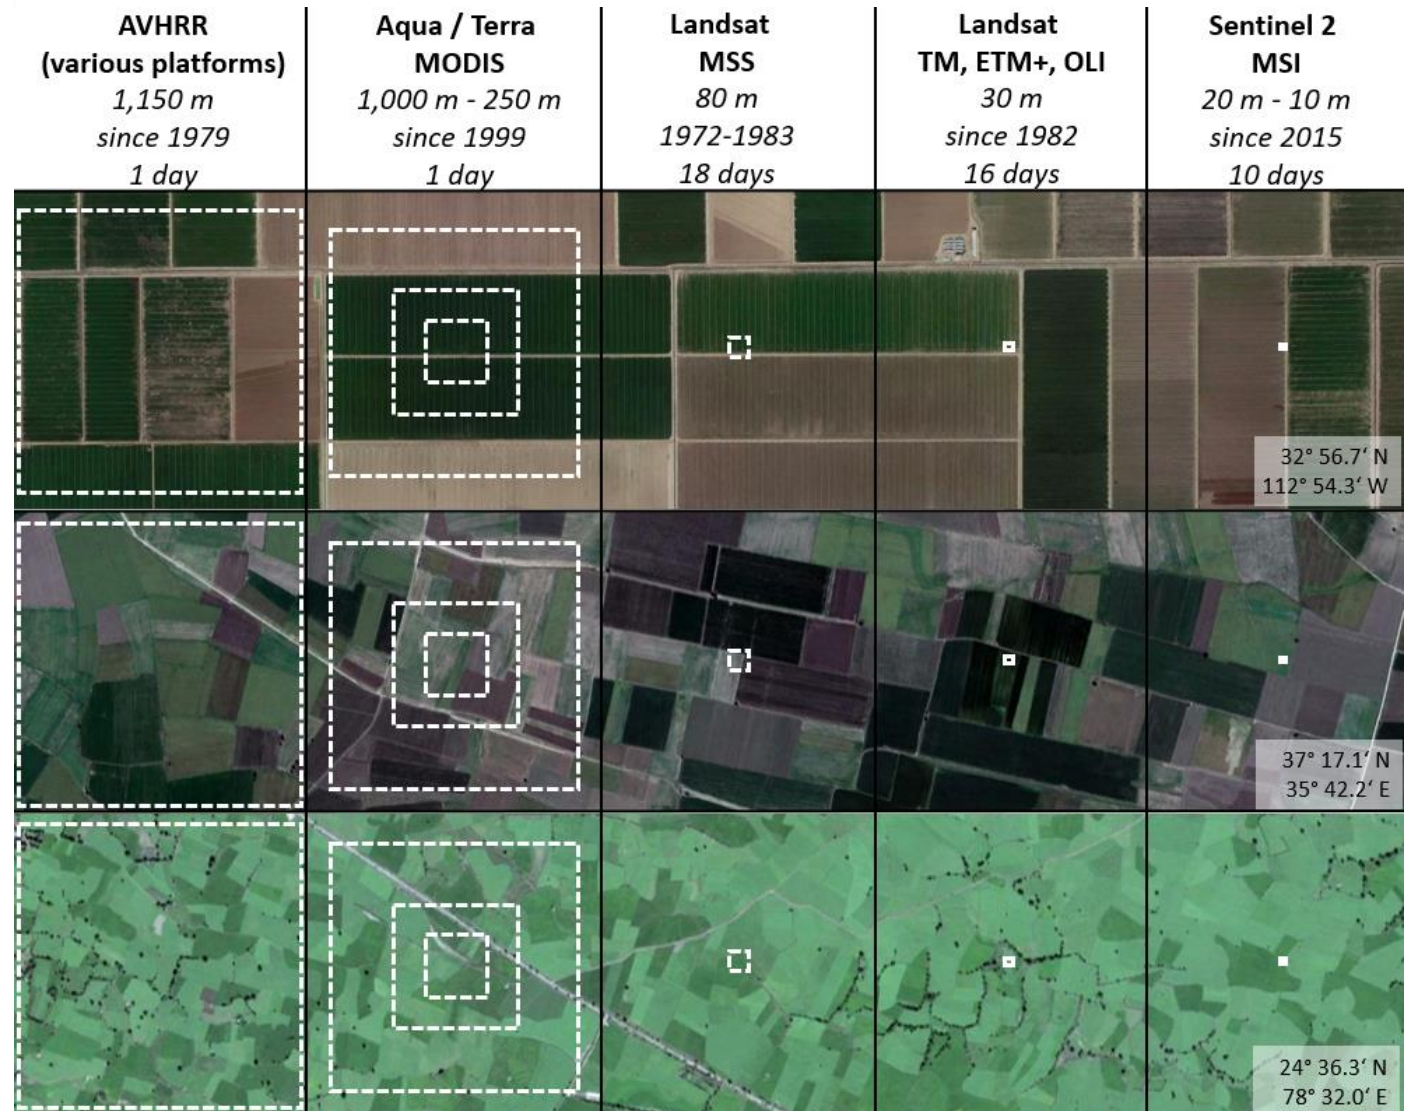 AVHRR
(various platforms)
1,150 m
since 1979
1 day
Aqua / Terra
MODIS
1,000 m - 250 m
since 1999
1 day
Landsat
MSS
80 m
1972-1983
18 days
Landsat
TM, ETM+, OLI
30 m
since 1982
16 days
Sentinel 2
MSI
20 m - 10 m
since 2015
10 days
32° 56.7‘ N
112° 54.3‘ W
37° 17.1‘ N
35° 42.2‘ E
24° 36.3‘ N
78° 32.0‘ E